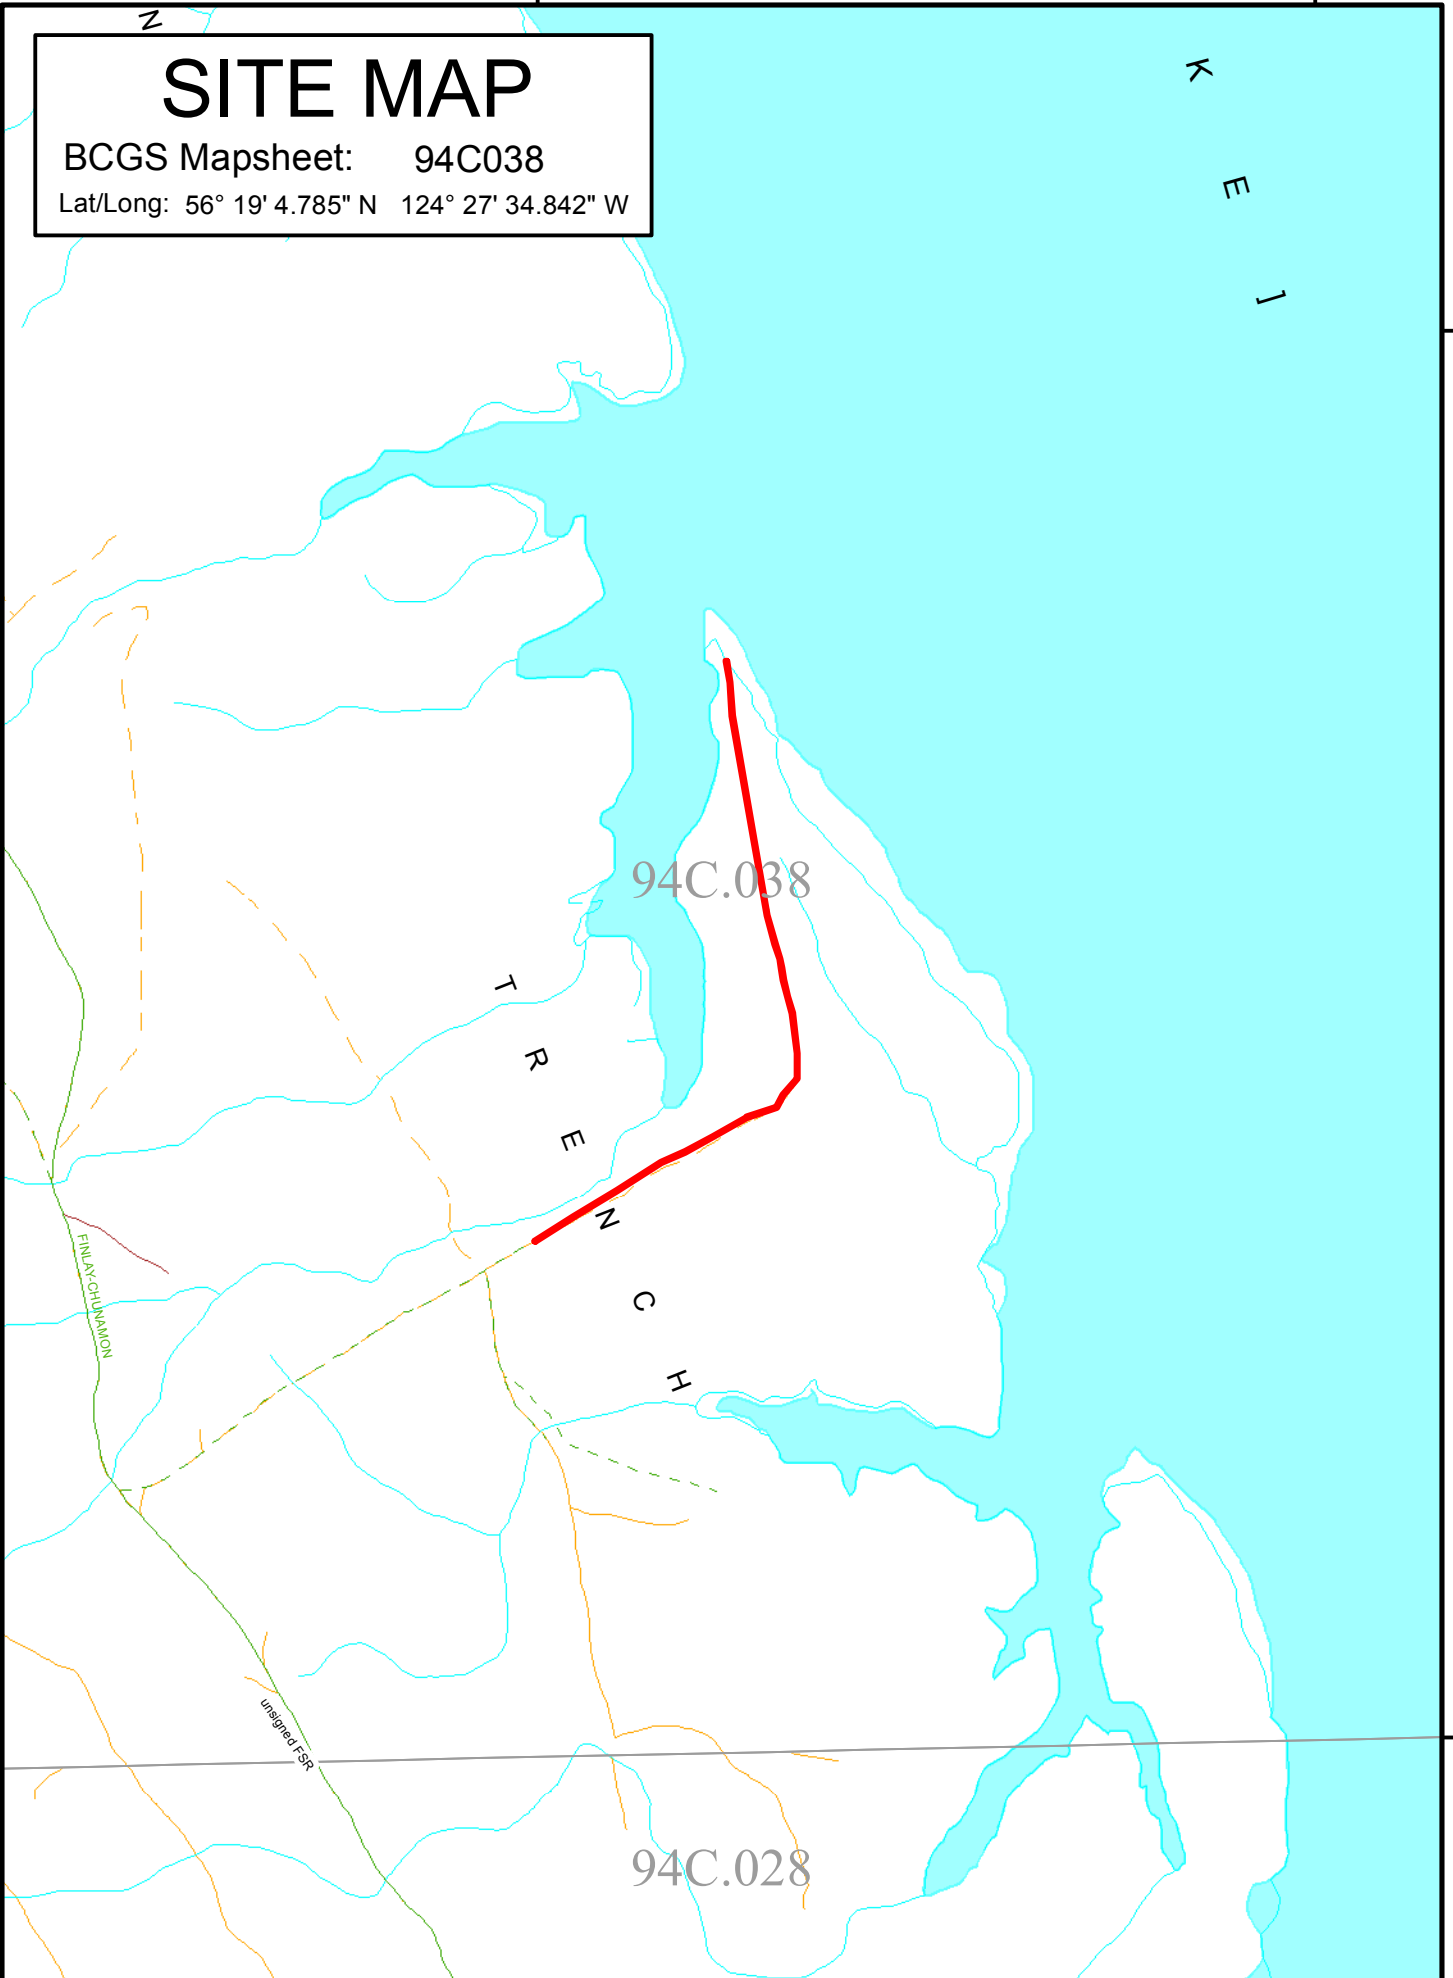 N
SITE MAP
BCGS Mapsheet: 94C038
Lat/Long: 56° 19' 4.785" N 124° 27' 34.842" W
K
E
]
94C.038
T
R
E
N
C
H
FINLAY-CHUNAMON
unsigned FSR
94C.028